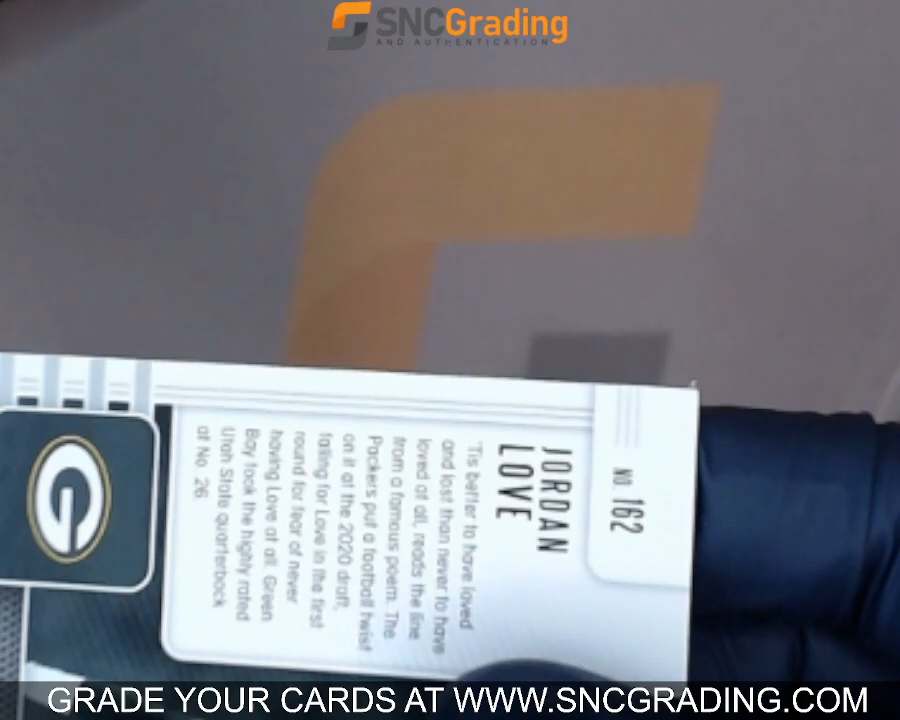 SNCGrading
AND AUTHENTICATION
NO. 162
JORDAN
LOVE
'Tis better to have loved
and lost than never to have
loved at all, reads the line
from a famous poem. The
Packers put a football twist
on it at the 2020 draft,
falling for Love in the first
round for fear of never
having Love at all. Green
Bay took the highly rated
Utah State quarterback
at No. 26.
G
GRADE YOUR CARDS AT WWW.SNCGRADING.COM